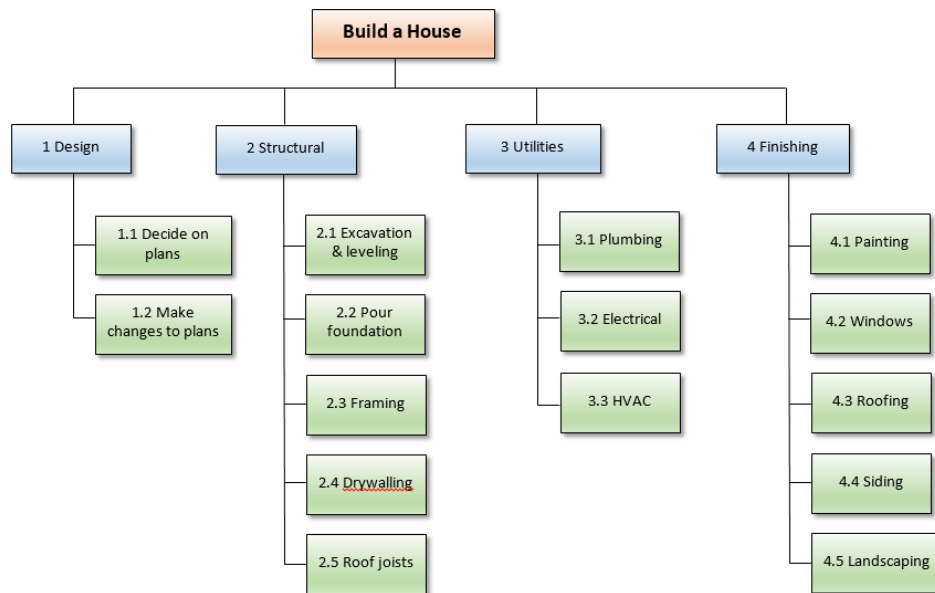 Build a House
1 Design
2 Structural
3 Utilities
4 Finishing
1.1 Decide on
plans
1.2 Make
changes to plans
2.1 Excavation
& leveling
2.2 Pour
foundation
2.3 Framing
2.4 Drywalling
2.5 Roof joists
3.1 Plumbing
3.2 Electrical
3.3 HVAC
4.1 Painting
4.2 Windows
4.3 Roofing
4.4 Siding
4.5 Landscaping